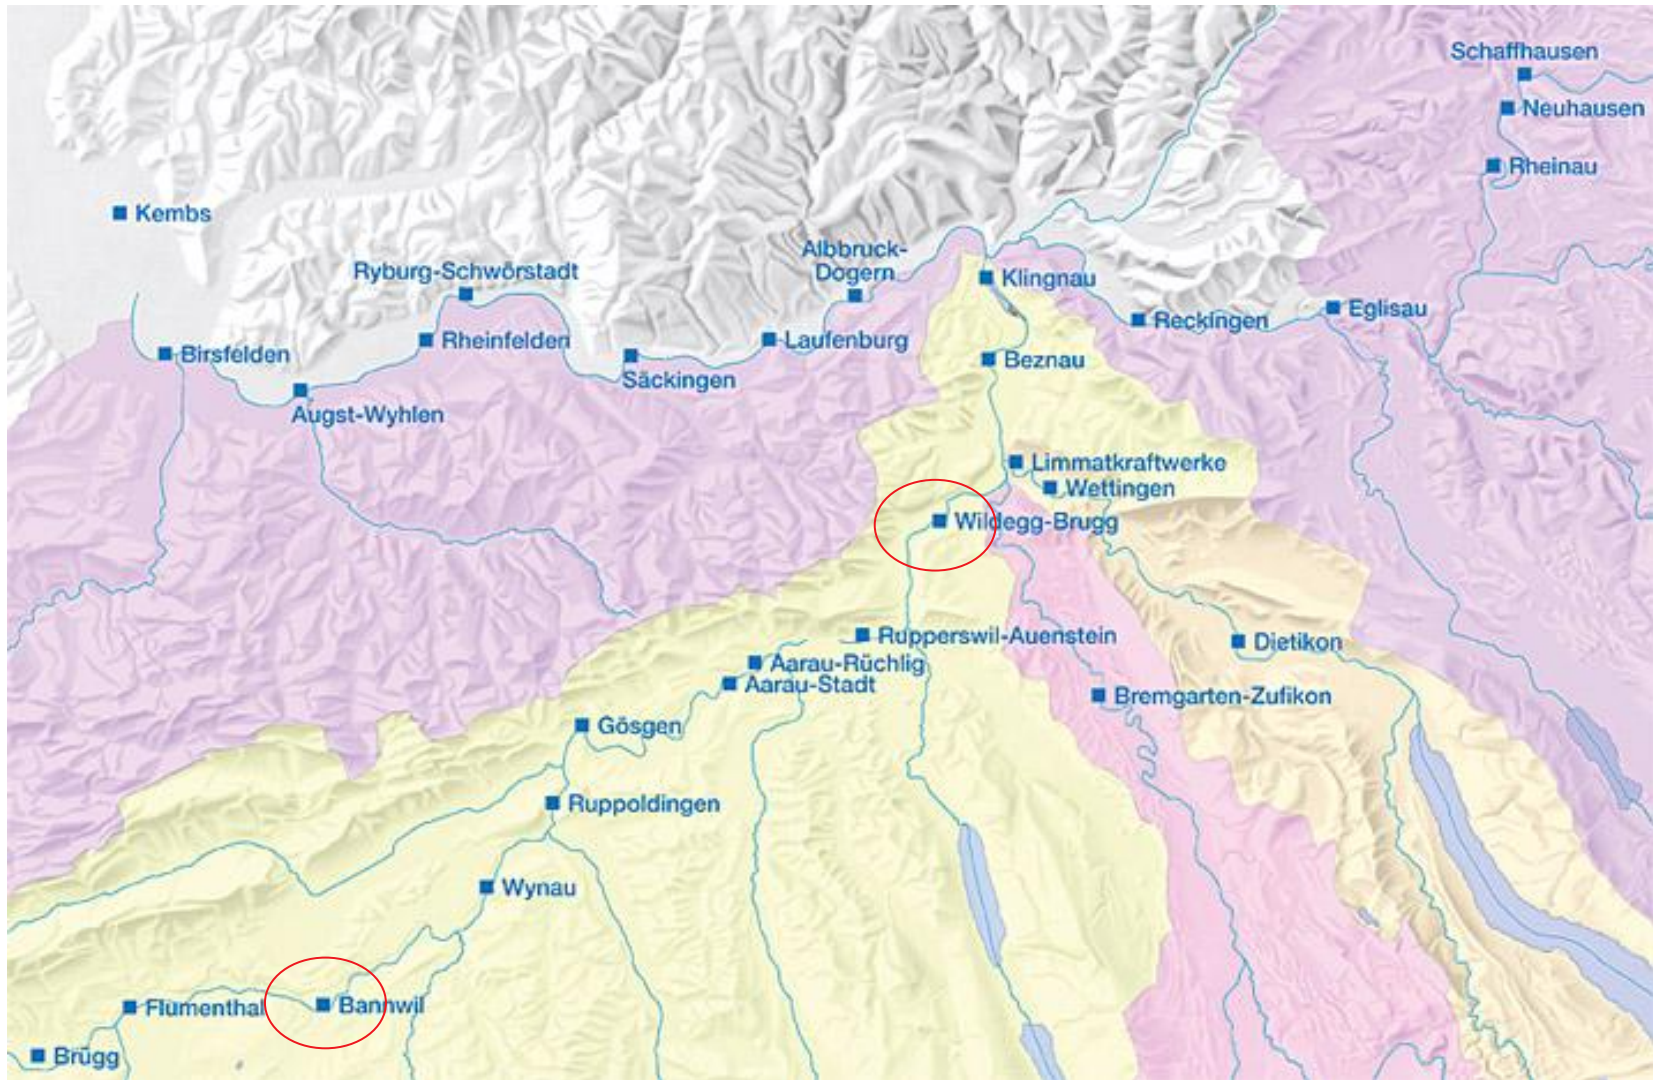 Schaffhausen
Neuhausen
Rheinau
Kembs
Albbruck-
Dogern
Ryburg-Schwörstadt
Klingnau
Eglisau
Reckingen
Rheinfelden
Laufenburg
Birsfelden
Beznau
Säckingen
Augst-Wyhlen
Limmatkraftwerke
Wettingen
Wildegg-Brugg
Rupperswil-Auenstein
Dietikon
Aarau-Rüchlig
Aarau-Stadt
Bremgarten-Zufikon
Gösgen
Ruppoldingen
Wynau
Flumenthal
Bannwil
Brügg